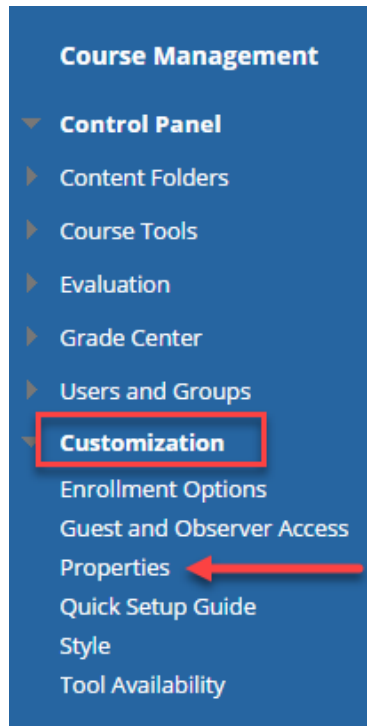 Course Management
Control Panel
Content Folders
Course Tools
Evaluation
Grade Center
Users and Groups
Customization
Enrollment Options
Guest and Observer Access
Properties
Quick Setup Guide
Style
Tool Availability